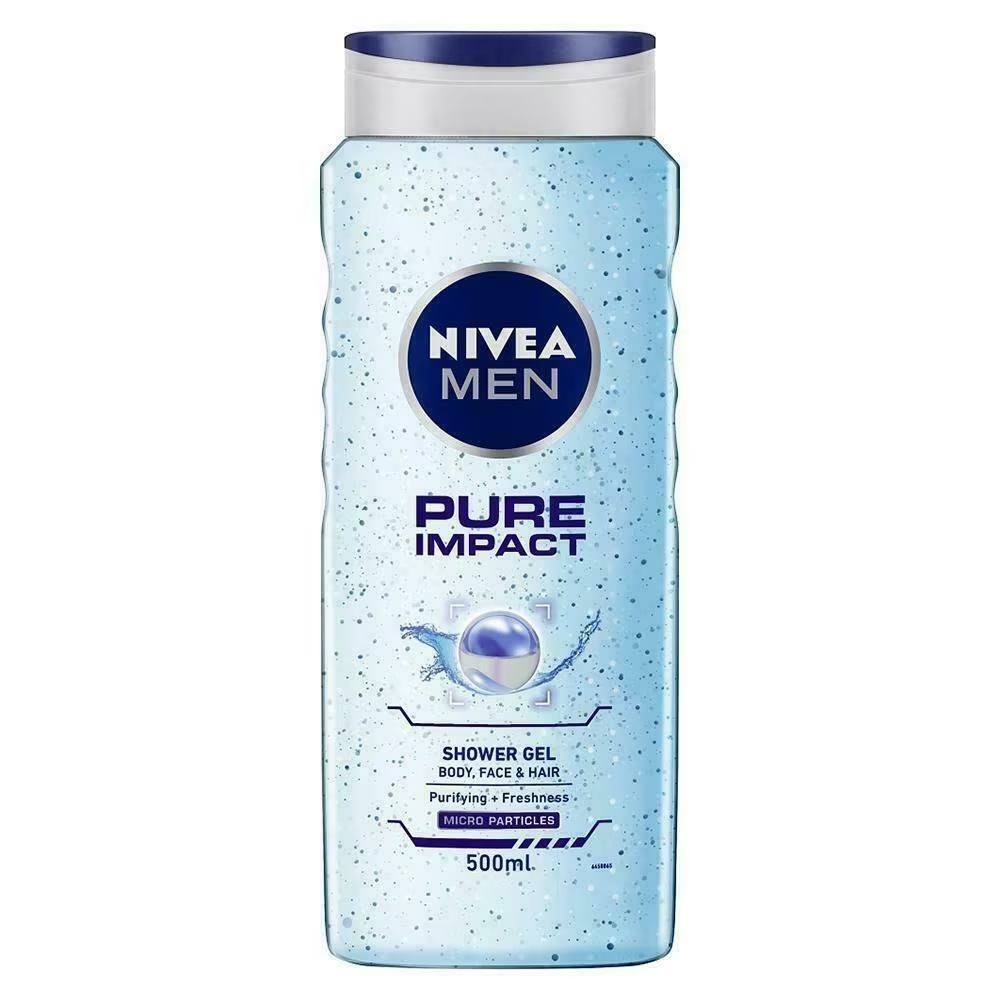 NIVEA
MEN
PURE
IMPACT
SHOWER GEL
BODY, FACE & HAIR
Purifying + Freshness
MICRO PARTICLES
500ml